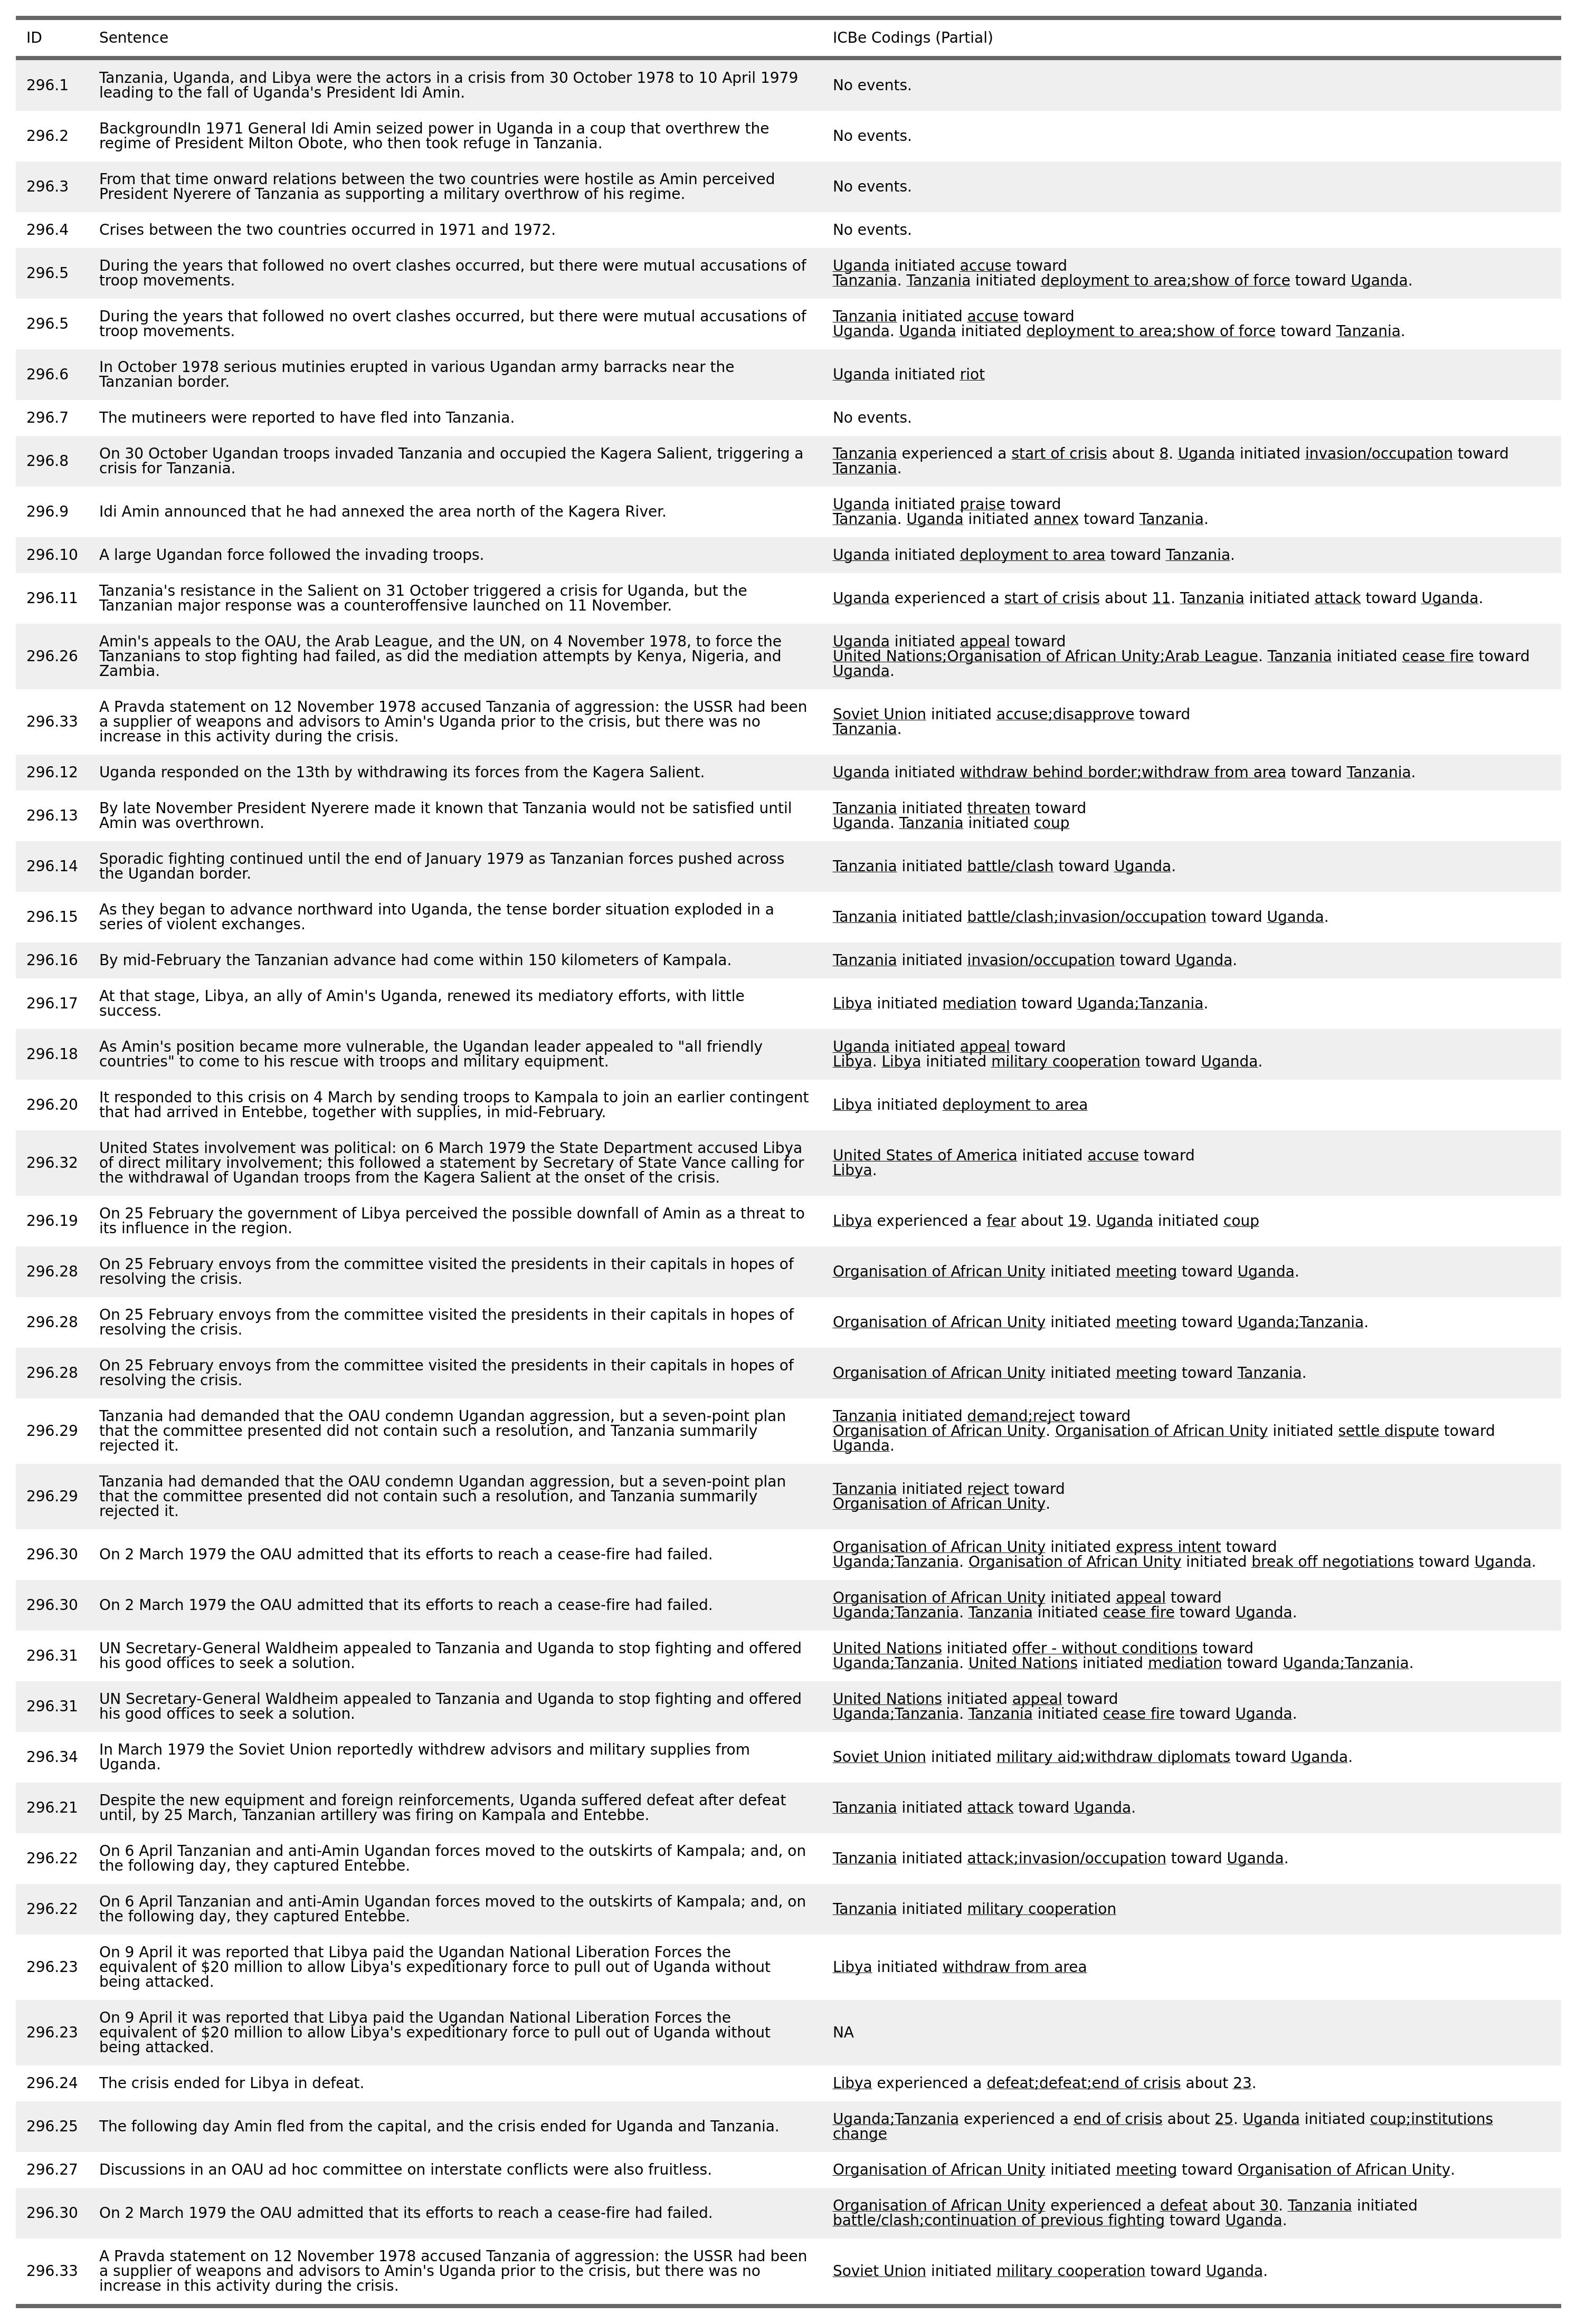 ID Sentence ICBe Codings (Partial)
296.1 Tanzania, Uganda, and Libya were the actors in a crisis from 30 October 1978 to 10 April 1979
leading to the fall of Uganda's President Idi Amin. No events.
296.2 BackgroundIn 1971 General Idi Amin seized power in Uganda in a coup that overthrew the
regime of President Milton Obote, who then took refuge in Tanzania. No events.
296.3 From that time onward relations between the two countries were hostile as Amin perceived
President Nyerere of Tanzania as supporting a military overthrow of his regime. No events.
296.4 Crises between the two countries occurred in 1971 and 1972. No events.
296.5 During the years that followed no overt clashes occurred, but there were mutual accusations of
troop movements.
Uganda initiated accuse toward
Tanzania. Tanzania initiated deployment to area;show of force toward Uganda.
296.5 During the years that followed no overt clashes occurred, but there were mutual accusations of
troop movements.
Tanzania initiated accuse toward
Uganda. Uganda initiated deployment to area;show of force toward Tanzania.
296.6 In October 1978 serious mutinies erupted in various Ugandan army barracks near the
Tanzanian border.
Uganda initiated riot
296.7 The mutineers were reported to have fled into Tanzania. No events.
296.8 On 30 October Ugandan troops invaded Tanzania and occupied the Kagera Salient, triggering a
crisis for Tanzania.
Tanzania experienced a start of crisis about 8. Uganda initiated invasion/occupation toward
Tanzania.
296.9 Idi Amin announced that he had annexed the area north of the Kagera River.
Uganda initiated praise toward
Tanzania. Uganda initiated annex toward Tanzania.
296.10 A large Ugandan force followed the invading troops. Uganda initiated deployment to area toward Tanzania.
296.11 Tanzania's resistance in the Salient on 31 October triggered a crisis for Uganda, but the
Tanzanian major response was a counteroffensive launched on 11 November.
Uganda experienced a start of crisis about 11. Tanzania initiated attack toward Uganda.
296.26 Amin's appeals to the OAU, the Arab League, and the UN, on 4 November 1978, to force the
Tanzanians to stop fighting had failed, as did the mediation attempts by Kenya, Nigeria, and
Zambia.
Uganda initiated appeal toward
United Nations;Organisation of African Unity;Arab League. Tanzania initiated cease fire toward
Uganda.
296.33 A Pravda statement on 12 November 1978 accused Tanzania of aggression: the USSR had been
a supplier of weapons and advisors to Amin's Uganda prior to the crisis, but there was no
increase in this activity during the crisis.
Soviet Union initiated accuse;disapprove toward
Tanzania.
296.12 Uganda responded on the 13th by withdrawing its forces from the Kagera Salient. Uganda initiated withdraw behind border;withdraw from area toward Tanzania.
296.13 By late November President Nyerere made it known that Tanzania would not be satisfied until
Amin was overthrown.
Tanzania initiated threaten toward
Uganda. Tanzania initiated coup
296.14 Sporadic fighting continued until the end of January 1979 as Tanzanian forces pushed across
the Ugandan border.
Tanzania initiated battle/clash toward Uganda.
296.15 As they began to advance northward into Uganda, the tense border situation exploded in a
series of violent exchanges.
Tanzania initiated battle/clash;invasion/occupation toward Uganda.
296.16 By mid-February the Tanzanian advance had come within 150 kilometers of Kampala. Tanzania initiated invasion/occupation toward Uganda.
296.17 At that stage, Libya, an ally of Amin's Uganda, renewed its mediatory efforts, with little
success.
Libya initiated mediation toward Uganda;Tanzania.
296.18 As Amin's position became more vulnerable, the Ugandan leader appealed to "all friendly
countries" to come to his rescue with troops and military equipment.
Uganda initiated appeal toward
Libya. Libya initiated military cooperation toward Uganda.
296.20 It responded to this crisis on 4 March by sending troops to Kampala to join an earlier contingent
that had arrived in Entebbe, together with supplies, in mid-February.
Libya initiated deployment to area
296.32 United States involvement was political: on 6 March 1979 the State Department accused Libya
of direct military involvement; this followed a statement by Secretary of State Vance calling for
the withdrawal of Ugandan troops from the Kagera Salient at the onset of the crisis.
United States of America initiated accuse toward
Libya.
296.19 On 25 February the government of Libya perceived the possible downfall of Amin as a threat to
its influence in the region.
Libya experienced a fear about 19. Uganda initiated coup
296.28 On 25 February envoys from the committee visited the presidents in their capitals in hopes of
resolving the crisis.
Organisation of African Unity initiated meeting toward Uganda.
296.28 On 25 February envoys from the committee visited the presidents in their capitals in hopes of
resolving the crisis.
Organisation of African Unity initiated meeting toward Uganda;Tanzania.
296.28 On 25 February envoys from the committee visited the presidents in their capitals in hopes of
resolving the crisis.
Organisation of African Unity initiated meeting toward Tanzania.
296.29 Tanzania had demanded that the OAU condemn Ugandan aggression, but a seven-point plan
that the committee presented did not contain such a resolution, and Tanzania summarily
rejected it.
Tanzania initiated demand;reject toward
Organisation of African Unity. Organisation of African Unity initiated settle dispute toward
Uganda.
296.29 Tanzania had demanded that the OAU condemn Ugandan aggression, but a seven-point plan
that the committee presented did not contain such a resolution, and Tanzania summarily
rejected it.
Tanzania initiated reject toward
Organisation of African Unity.
296.30 On 2 March 1979 the OAU admitted that its efforts to reach a cease-fire had failed.
Organisation of African Unity initiated express intent toward
Uganda;Tanzania. Organisation of African Unity initiated break off negotiations toward Uganda.
296.30 On 2 March 1979 the OAU admitted that its efforts to reach a cease-fire had failed.
Organisation of African Unity initiated appeal toward
Uganda;Tanzania. Tanzania initiated cease fire toward Uganda.
296.31 UN Secretary-General Waldheim appealed to Tanzania and Uganda to stop fighting and offered
his good offices to seek a solution.
United Nations initiated offer - without conditions toward
Uganda;Tanzania. United Nations initiated mediation toward Uganda;Tanzania.
296.31 UN Secretary-General Waldheim appealed to Tanzania and Uganda to stop fighting and offered
his good offices to seek a solution.
United Nations initiated appeal toward
Uganda;Tanzania. Tanzania initiated cease fire toward Uganda.
296.34 In March 1979 the Soviet Union reportedly withdrew advisors and military supplies from
Uganda.
Soviet Union initiated military aid;withdraw diplomats toward Uganda.
296.21 Despite the new equipment and foreign reinforcements, Uganda suffered defeat after defeat
until, by 25 March, Tanzanian artillery was firing on Kampala and Entebbe.
Tanzania initiated attack toward Uganda.
296.22 On 6 April Tanzanian and anti-Amin Ugandan forces moved to the outskirts of Kampala; and, on
the following day, they captured Entebbe.
Tanzania initiated attack;invasion/occupation toward Uganda.
296.22 On 6 April Tanzanian and anti-Amin Ugandan forces moved to the outskirts of Kampala; and, on
the following day, they captured Entebbe.
Tanzania initiated military cooperation
296.23 On 9 April it was reported that Libya paid the Ugandan National Liberation Forces the
equivalent of $20 million to allow Libya's expeditionary force to pull out of Uganda without
being attacked.
Libya initiated withdraw from area
296.23 On 9 April it was reported that Libya paid the Ugandan National Liberation Forces the
equivalent of $20 million to allow Libya's expeditionary force to pull out of Uganda without
being attacked.
NA
296.24 The crisis ended for Libya in defeat. Libya experienced a defeat;defeat;end of crisis about 23.
296.25 The following day Amin fled from the capital, and the crisis ended for Uganda and Tanzania.
Uganda;Tanzania experienced a end of crisis about 25. Uganda initiated coup;institutions
change
296.27 Discussions in an OAU ad hoc committee on interstate conflicts were also fruitless. Organisation of African Unity initiated meeting toward Organisation of African Unity.
296.30 On 2 March 1979 the OAU admitted that its efforts to reach a cease-fire had failed.
Organisation of African Unity experienced a defeat about 30. Tanzania initiated
battle/clash;continuation of previous fighting toward Uganda.
296.33 A Pravda statement on 12 November 1978 accused Tanzania of aggression: the USSR had been
a supplier of weapons and advisors to Amin's Uganda prior to the crisis, but there was no
increase in this activity during the crisis.
Soviet Union initiated military cooperation toward Uganda.